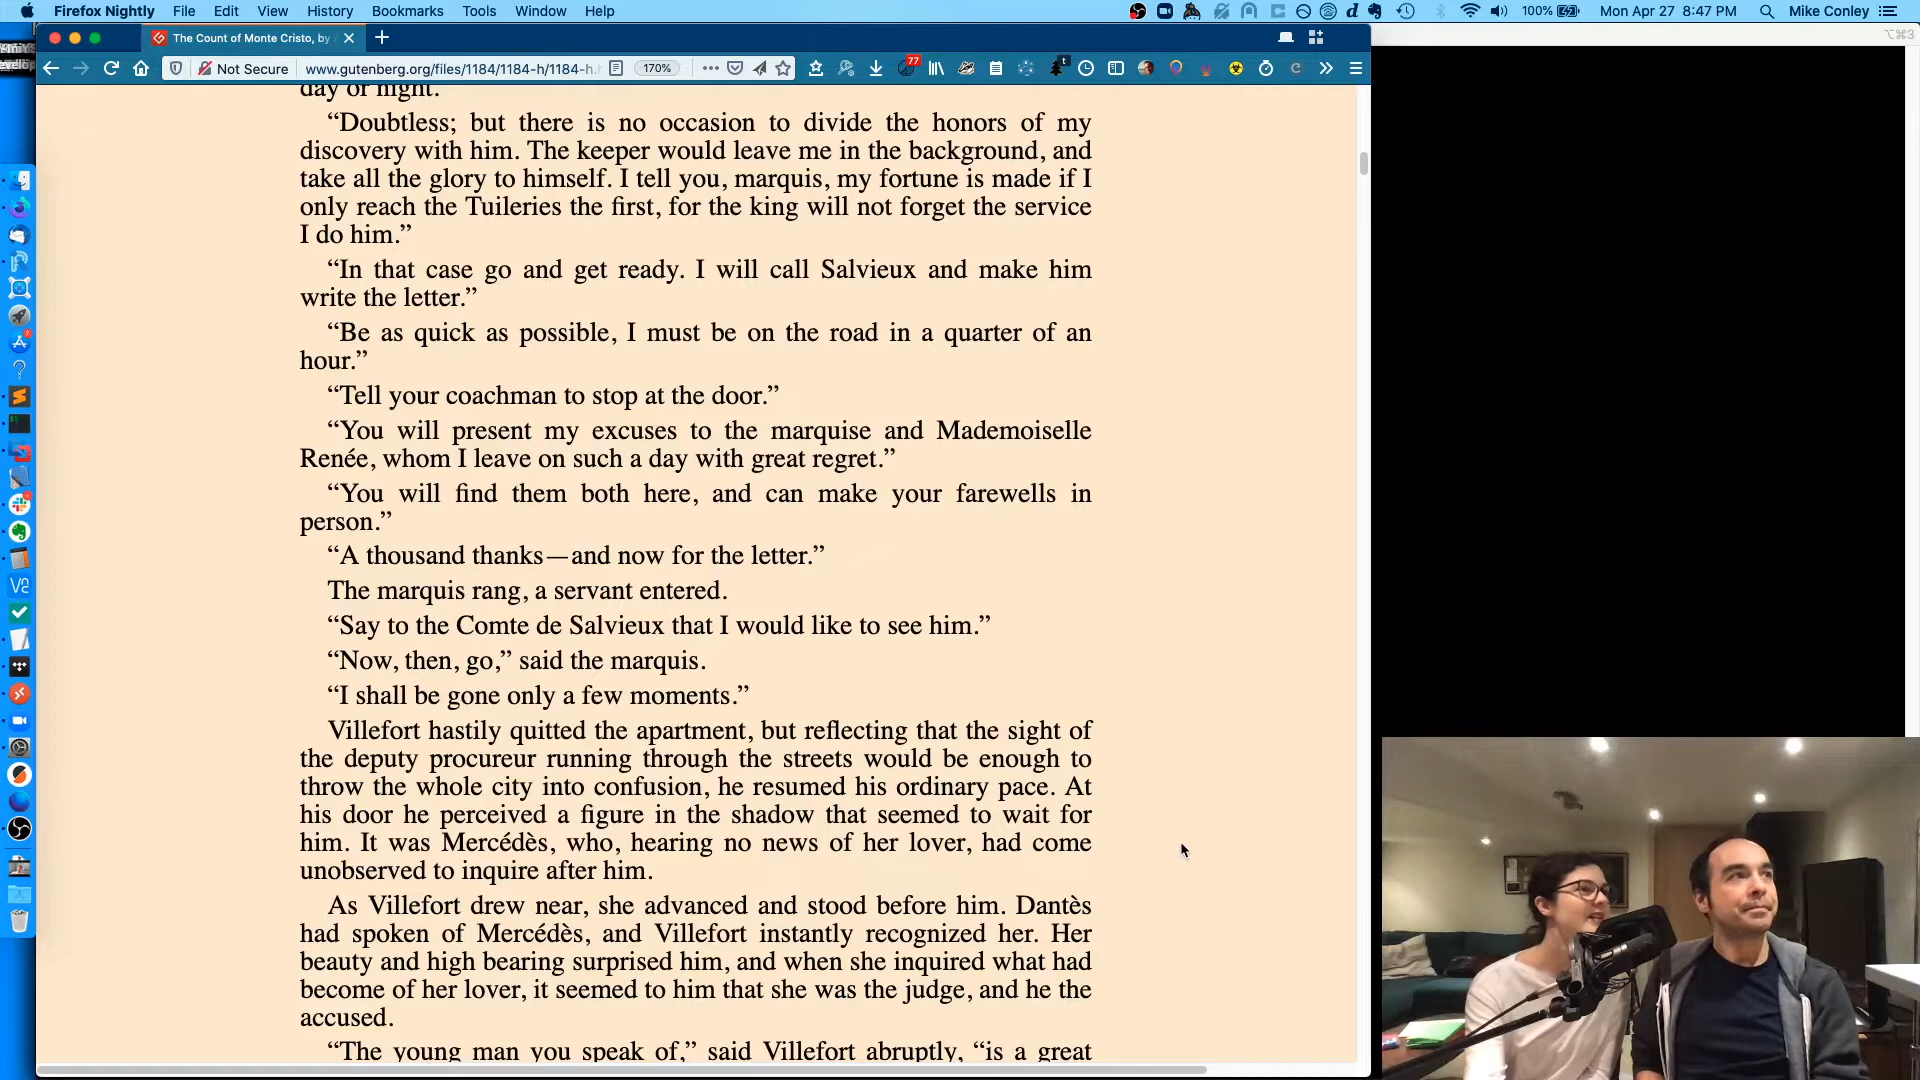 Firefox Nightly File Edit View History Bookmarks Tools Window Help 100% Mon Apr 27 8:47 PM Mike Conley
The Count of Monte Cristo, by
⌥⌘3
Not Secure www.gutenberg.org/files/1184/1184-h/1184-h. 170% 77
day or night.
“Doubtless; but there is no occasion to divide the honors of my
discovery with him. The keeper would leave me in the background, and
take all the glory to himself. I tell you, marquis, my fortune is made if I
only reach the Tuileries the first, for the king will not forget the service
I do him.”
“In that case go and get ready. I will call Salvieux and make him
write the letter.”
“Be as quick as possible, I must be on the road in a quarter of an
hour.”
“Tell your coachman to stop at the door.”
“You will present my excuses to the marquise and Mademoiselle
Renée, whom I leave on such a day with great regret.”
“You will find them both here, and can make your farewells in
person.”
“A thousand thanks—and now for the letter.”
The marquis rang, a servant entered.
“Say to the Comte de Salvieux that I would like to see him.”
“Now, then, go,” said the marquis.
“I shall be gone only a few moments.”
Villefort hastily quitted the apartment, but reflecting that the sight of
the deputy procureur running through the streets would be enough to
throw the whole city into confusion, he resumed his ordinary pace. At
his door he perceived a figure in the shadow that seemed to wait for
him. It was Mercédès, who, hearing no news of her lover, had come
unobserved to inquire after him.
As Villefort drew near, she advanced and stood before him. Dantès
had spoken of Mercédès, and Villefort instantly recognized her. Her
beauty and high bearing surprised him, and when she inquired what had
become of her lover, it seemed to him that she was the judge, and he the
accused.
“The young man you speak of,” said Villefort abruptly, “is a great